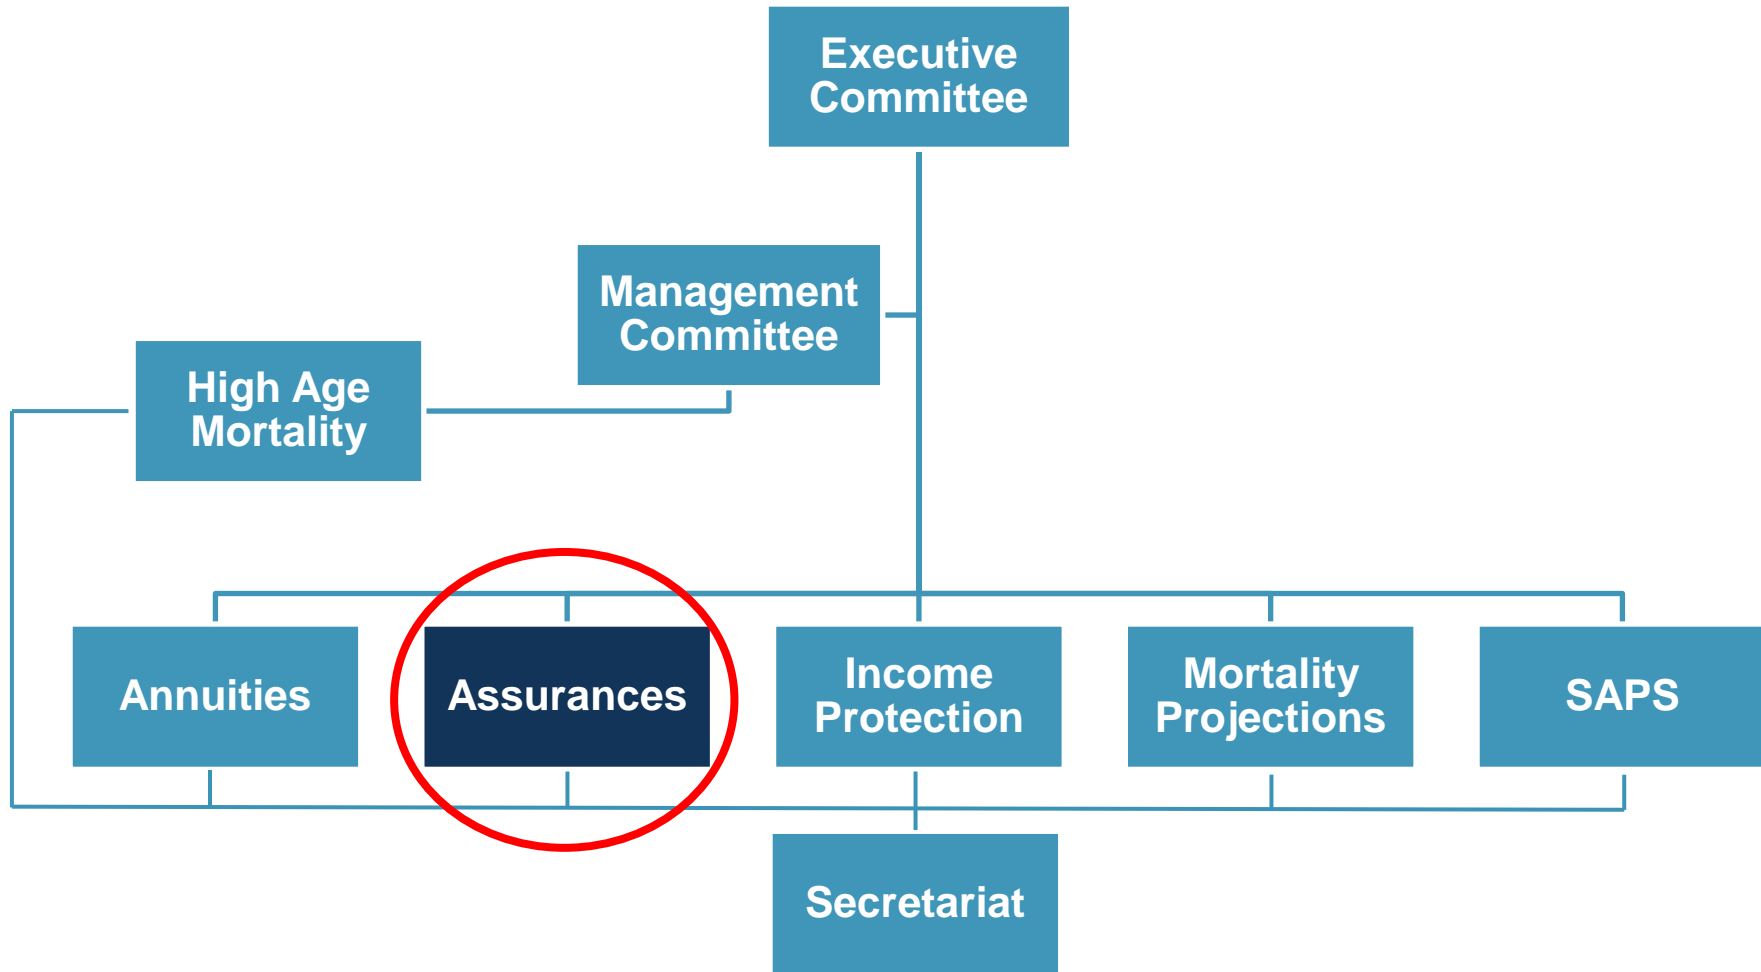 Executive
Committee
Management
Committee
High Age
Mortality
Annuities
Assurances
Income
Protection
Mortality
Projections
SAPS
Secretariat